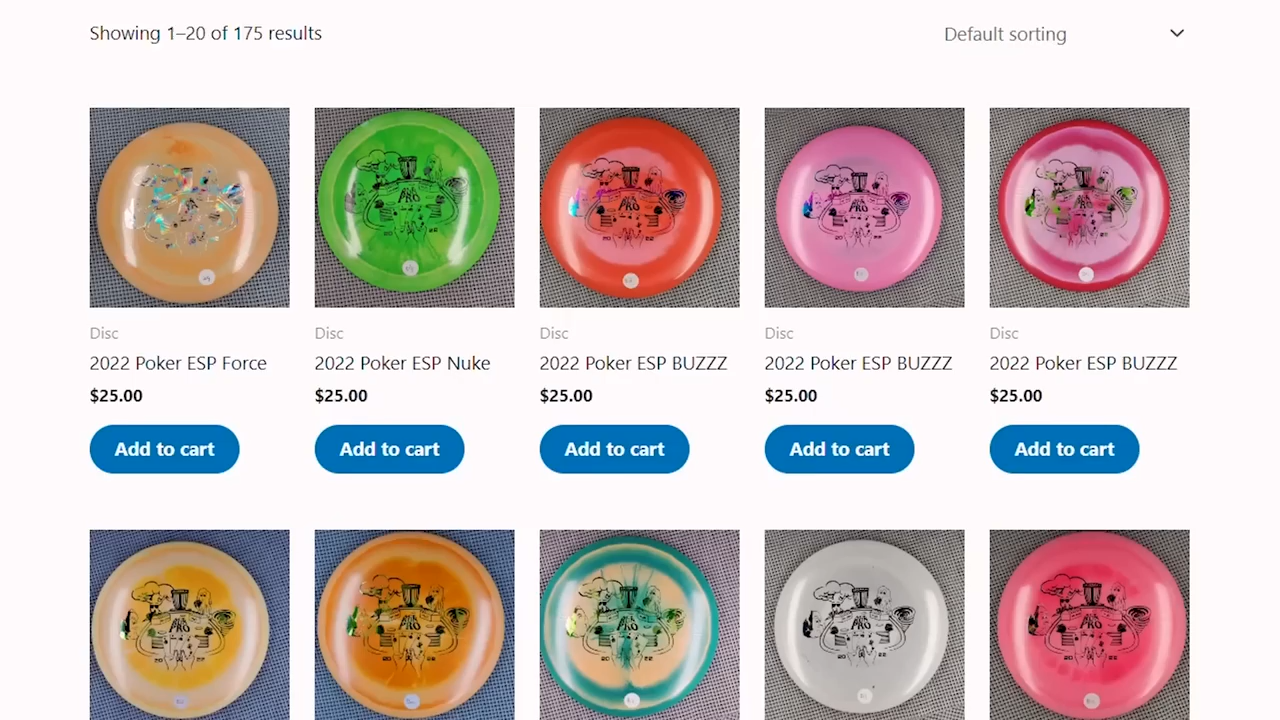 Showing 1–20 of 175 results
Default sorting
Disc
2022 Poker ESP Force
$25.00
Add to cart
Disc
2022 Poker ESP Nuke
$25.00
Add to cart
Disc
2022 Poker ESP BUZZZ
$25.00
Add to cart
Disc
2022 Poker ESP BUZZZ
$25.00
Add to cart
Disc
2022 Poker ESP BUZZZ
$25.00
Add to cart